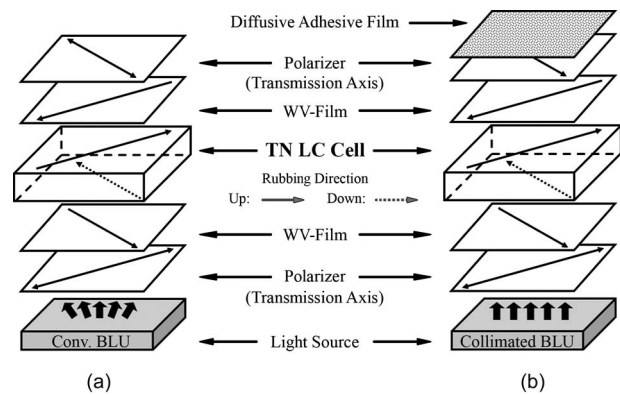 Diffusive Adhesive Film
Polarizer
(Transmission Axis)
WV-Film
TN LC Cell
Rubbing Direction
Up:
Down:
WV-Film
Polarizer
(Transmission Axis)
Conv. BLU
Light Source
Collimated BLU
(a)
(b)